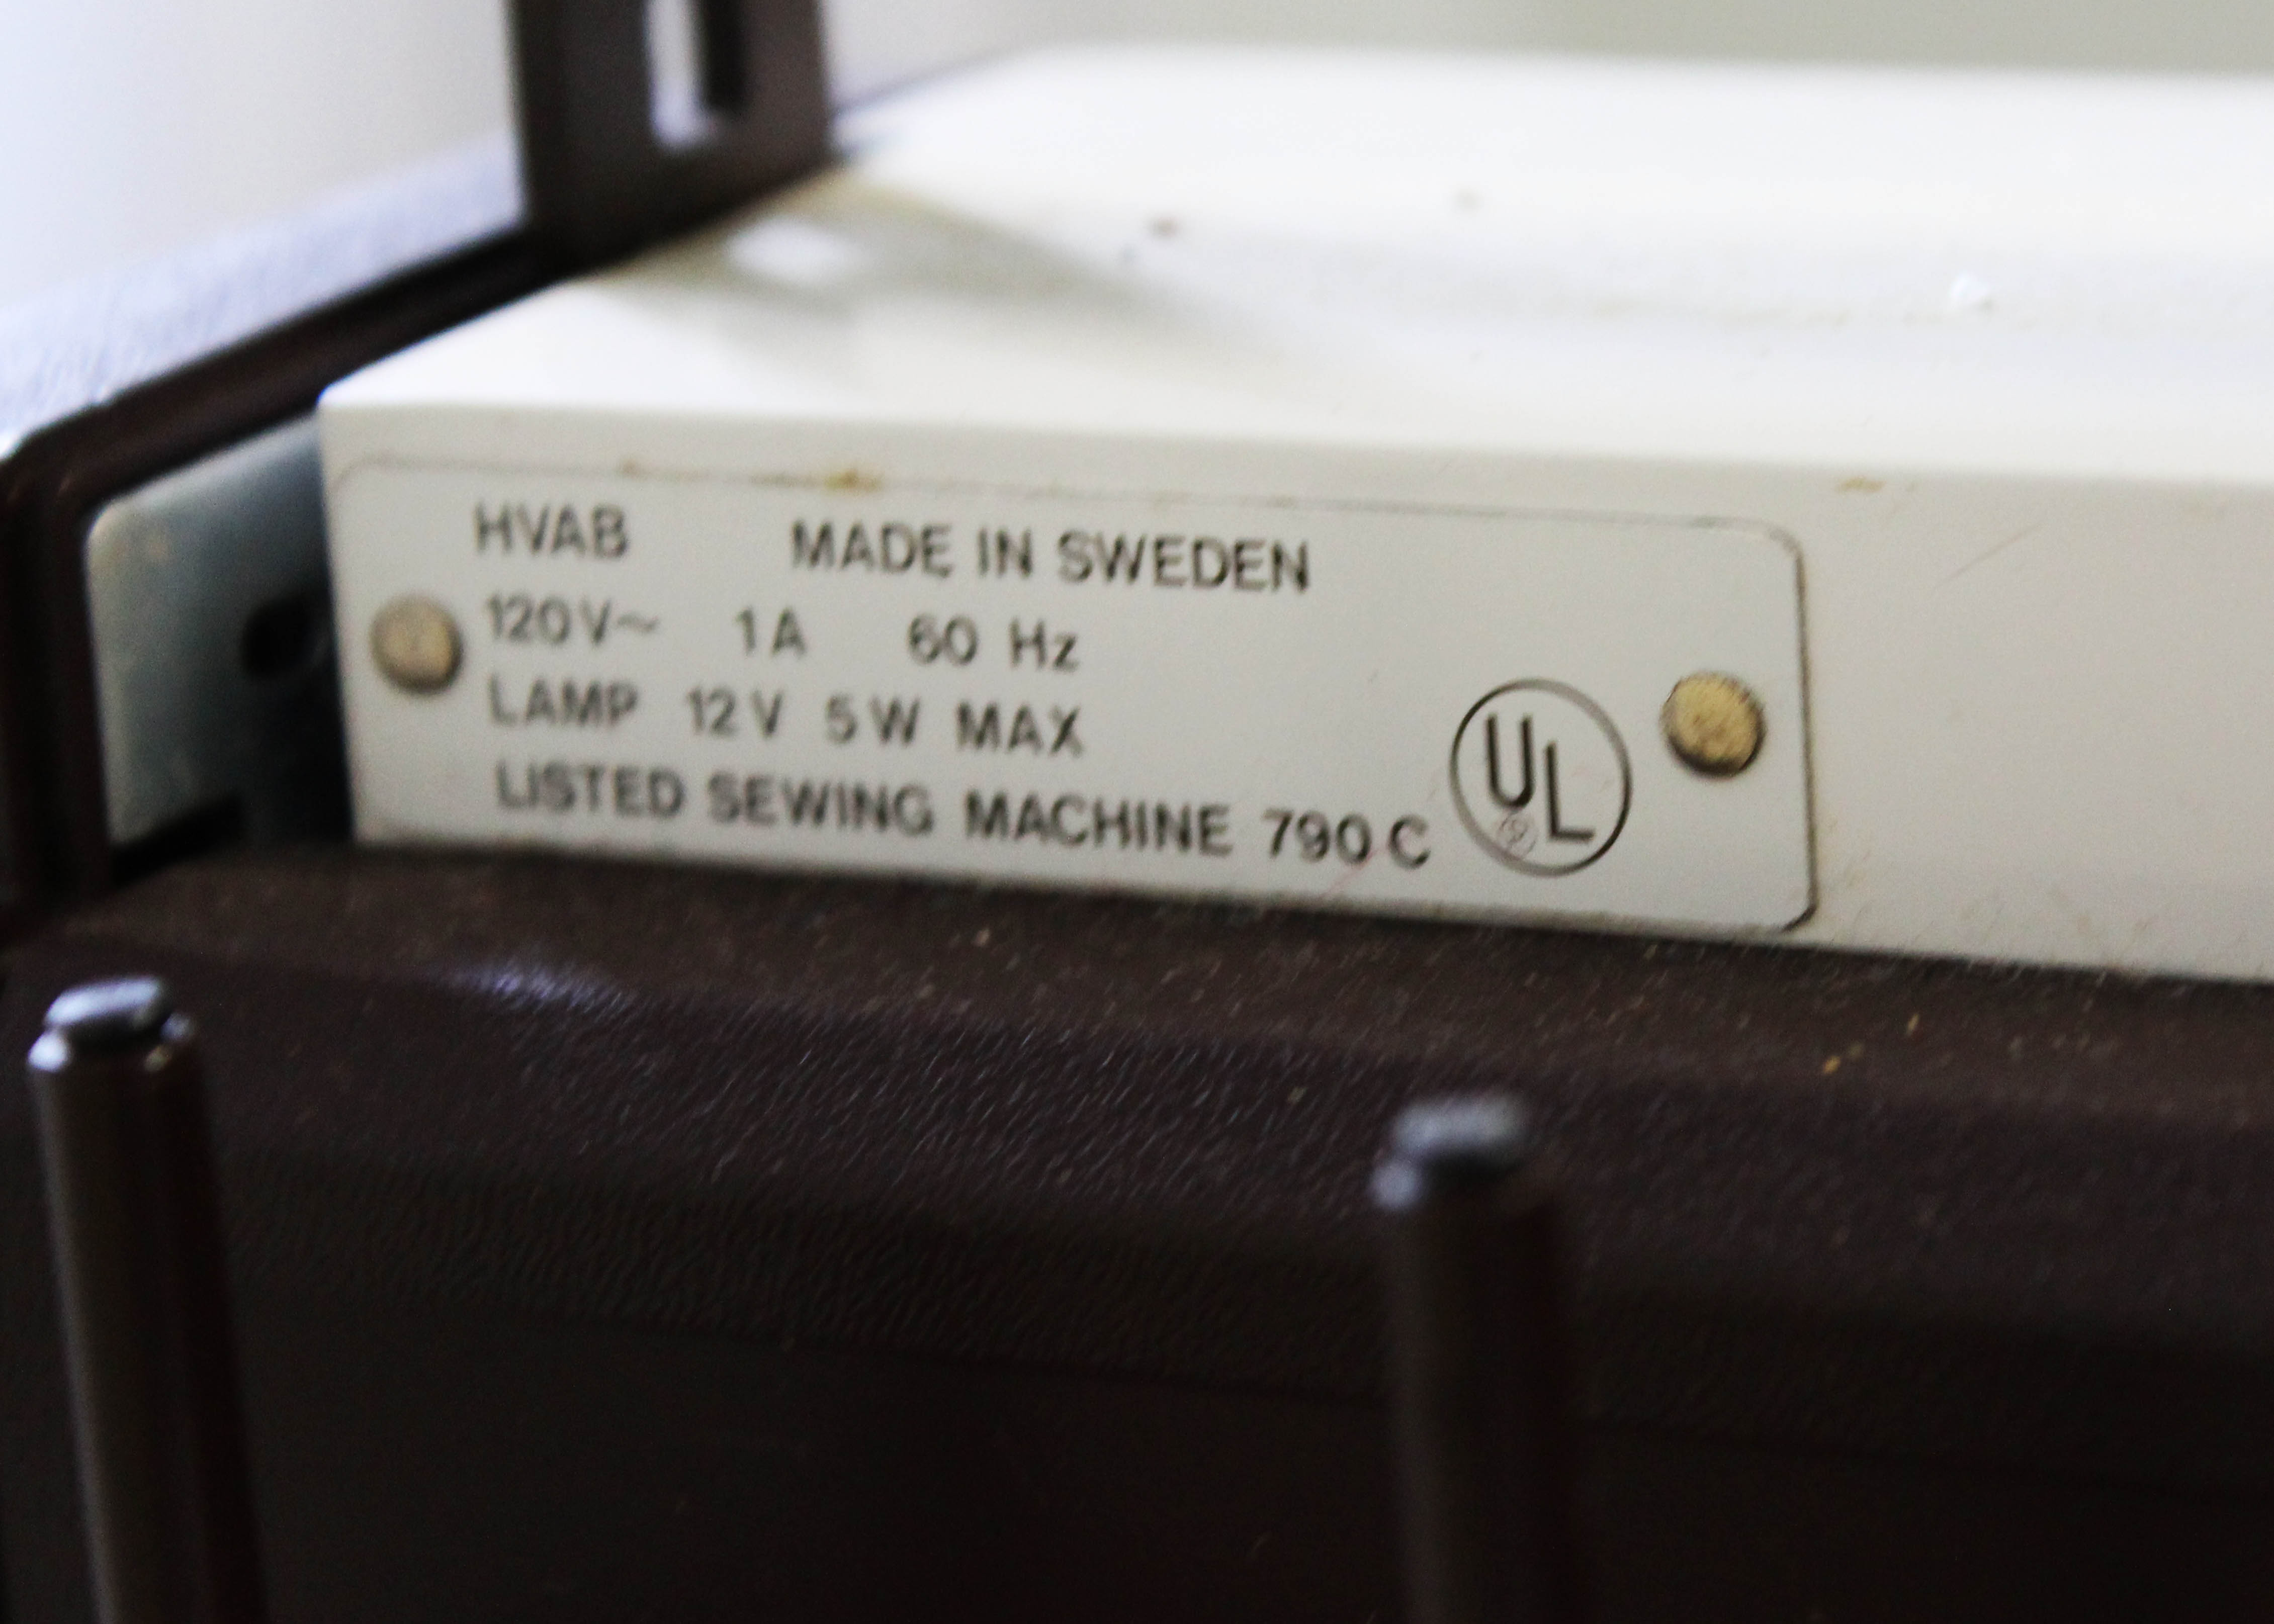 HVAB MADE IN SWEDEN
120V~ 1A 60 Hz
LAMP 12V 5W MAX
LISTED SEWING MACHINE 790C
UL ®